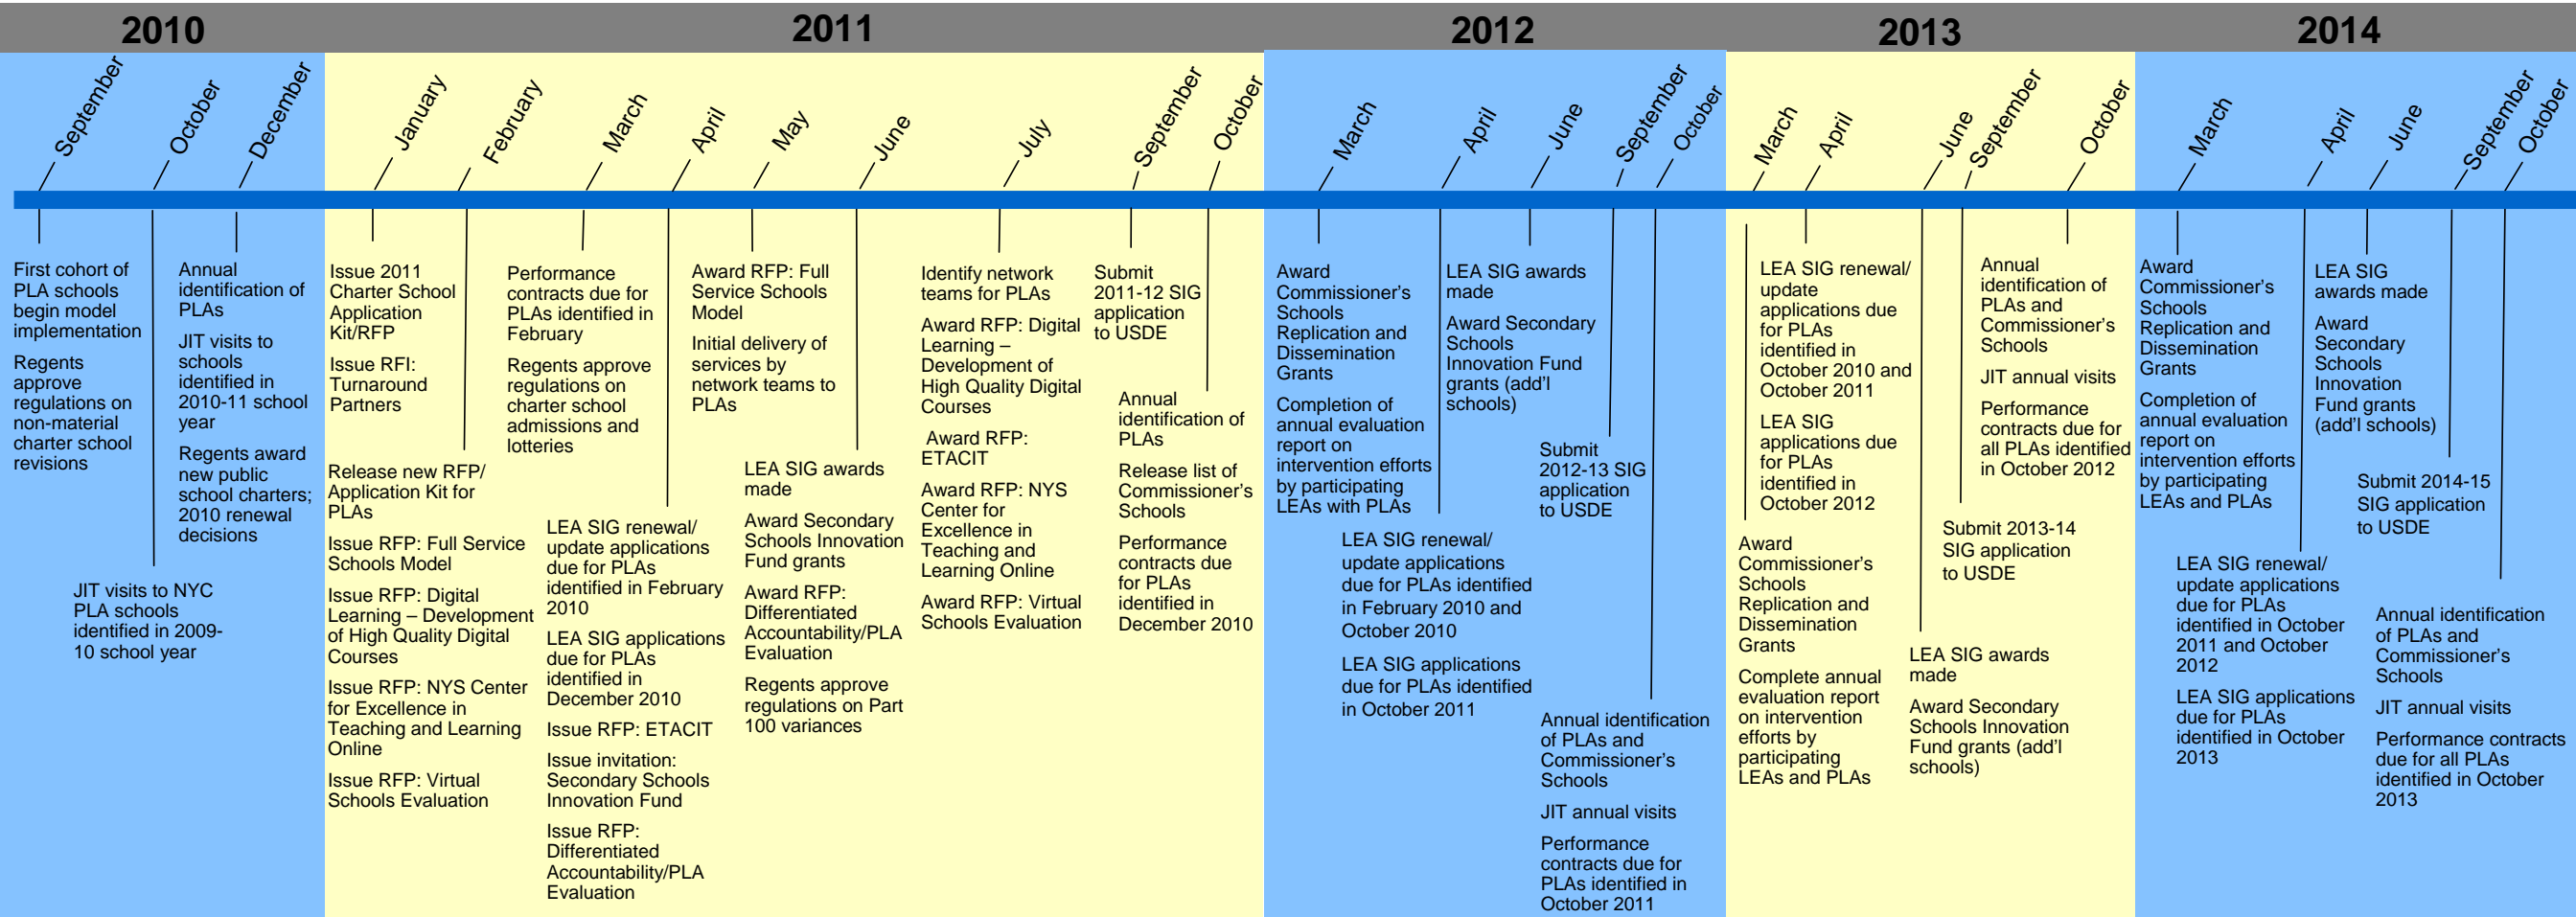 2010
2011
2012
2013
2014
September
October
December
January
February
March
April
May
June
July
September
October
March
April
June
September
October
March
April
June
September
October
March
April
June
September
October
First cohort of
PLA schools
begin model
implementation
Regents
approve
regulations on
non-material
charter school
revisions
JIT visits to NYC
PLA schools
identified in 2009-
10 school year
Annual
identification of
PLAs
JIT visits to
schools
identified in
2010-11 school
year
Regents award
new public
school charters;
2010 renewal
decisions
Issue 2011
Charter School
Application
Kit/RFP
Issue RFI:
Turnaround
Partners
Release new RFP/
Application Kit for
PLAs
Issue RFP: Full Service
Schools Model
Issue RFP: Digital
Learning – Development
of High Quality Digital
Courses
Issue RFP: NYS Center
for Excellence in
Teaching and Learning
Online
Issue RFP: Virtual
Schools Evaluation
Performance
contracts due for
PLAs identified in
February
Regents approve
regulations on
charter school
admissions and
lotteries
LEA SIG renewal/
update applications
due for PLAs
identified in February
2010
LEA SIG applications
due for PLAs
identified in
December 2010
Issue RFP: ETACIT
Issue invitation:
Secondary Schools
Innovation Fund
Issue RFP:
Differentiated
Accountability/PLA
Evaluation
Award RFP: Full
Service Schools
Model
Initial delivery of
services by
network teams to
PLAs
LEA SIG awards
made
Award Secondary
Schools Innovation
Fund grants
Award RFP:
Differentiated
Accountability/PLA
Evaluation
Regents approve
regulations on Part
100 variances
Identify network
teams for PLAs
Award RFP: Digital
Learning –
Development of
High Quality Digital
Courses
Award RFP:
ETACIT
Award RFP: NYS
Center for
Excellence in
Teaching and
Learning Online
Award RFP: Virtual
Schools Evaluation
Submit
2011-12 SIG
application
to USDE
Annual
identification of
PLAs
Release list of
Commissioner's
Schools
Performance
contracts due
for PLAs
identified in
December 2010
Award
Commissioner's
Schools
Replication and
Dissemination
Grants
Completion of
annual evaluation
report on
intervention efforts
by participating
LEAs with PLAs
LEA SIG renewal/
update applications
due for PLAs identified
in February 2010 and
October 2010
LEA SIG applications
due for PLAs identified
in October 2011
LEA SIG awards
made
Award Secondary
Schools
Innovation Fund
grants (add'l
schools)
Submit
2012-13 SIG
application
to USDE
Annual identification
of PLAs and
Commissioner's
Schools
JIT annual visits
Performance
contracts due for
PLAs identified in
October 2011
Award
Commissioner's
Schools
Replication and
Dissemination
Grants
Complete annual
evaluation report
on intervention
efforts by
participating
LEAs and PLAs
LEA SIG renewal/
update
applications due
for PLAs
identified in
October 2010 and
October 2011
LEA SIG
applications due
for PLAs
identified in
October 2012
LEA SIG awards
made
Award Secondary
Schools Innovation
Fund grants (add'l
schools)
Submit 2013-14
SIG application
to USDE
Annual
identification of
PLAs and
Commissioner's
Schools
JIT annual visits
Performance
contracts due for
all PLAs identified
in October 2012
Award
Commissioner's
Schools
Replication and
Dissemination
Grants
Completion of
annual evaluation
report on
intervention efforts
by participating
LEAs and PLAs
LEA SIG renewal/
update applications
due for PLAs
identified in October
2011 and October
2012
LEA SIG applications
due for PLAs
identified in October
2013
LEA SIG
awards made
Award
Secondary
Schools
Innovation
Fund grants
(add'l schools)
Submit 2014-15
SIG application
to USDE
Annual identification
of PLAs and
Commissioner's
Schools
JIT annual visits
Performance contracts
due for all PLAs
identified in October
2013